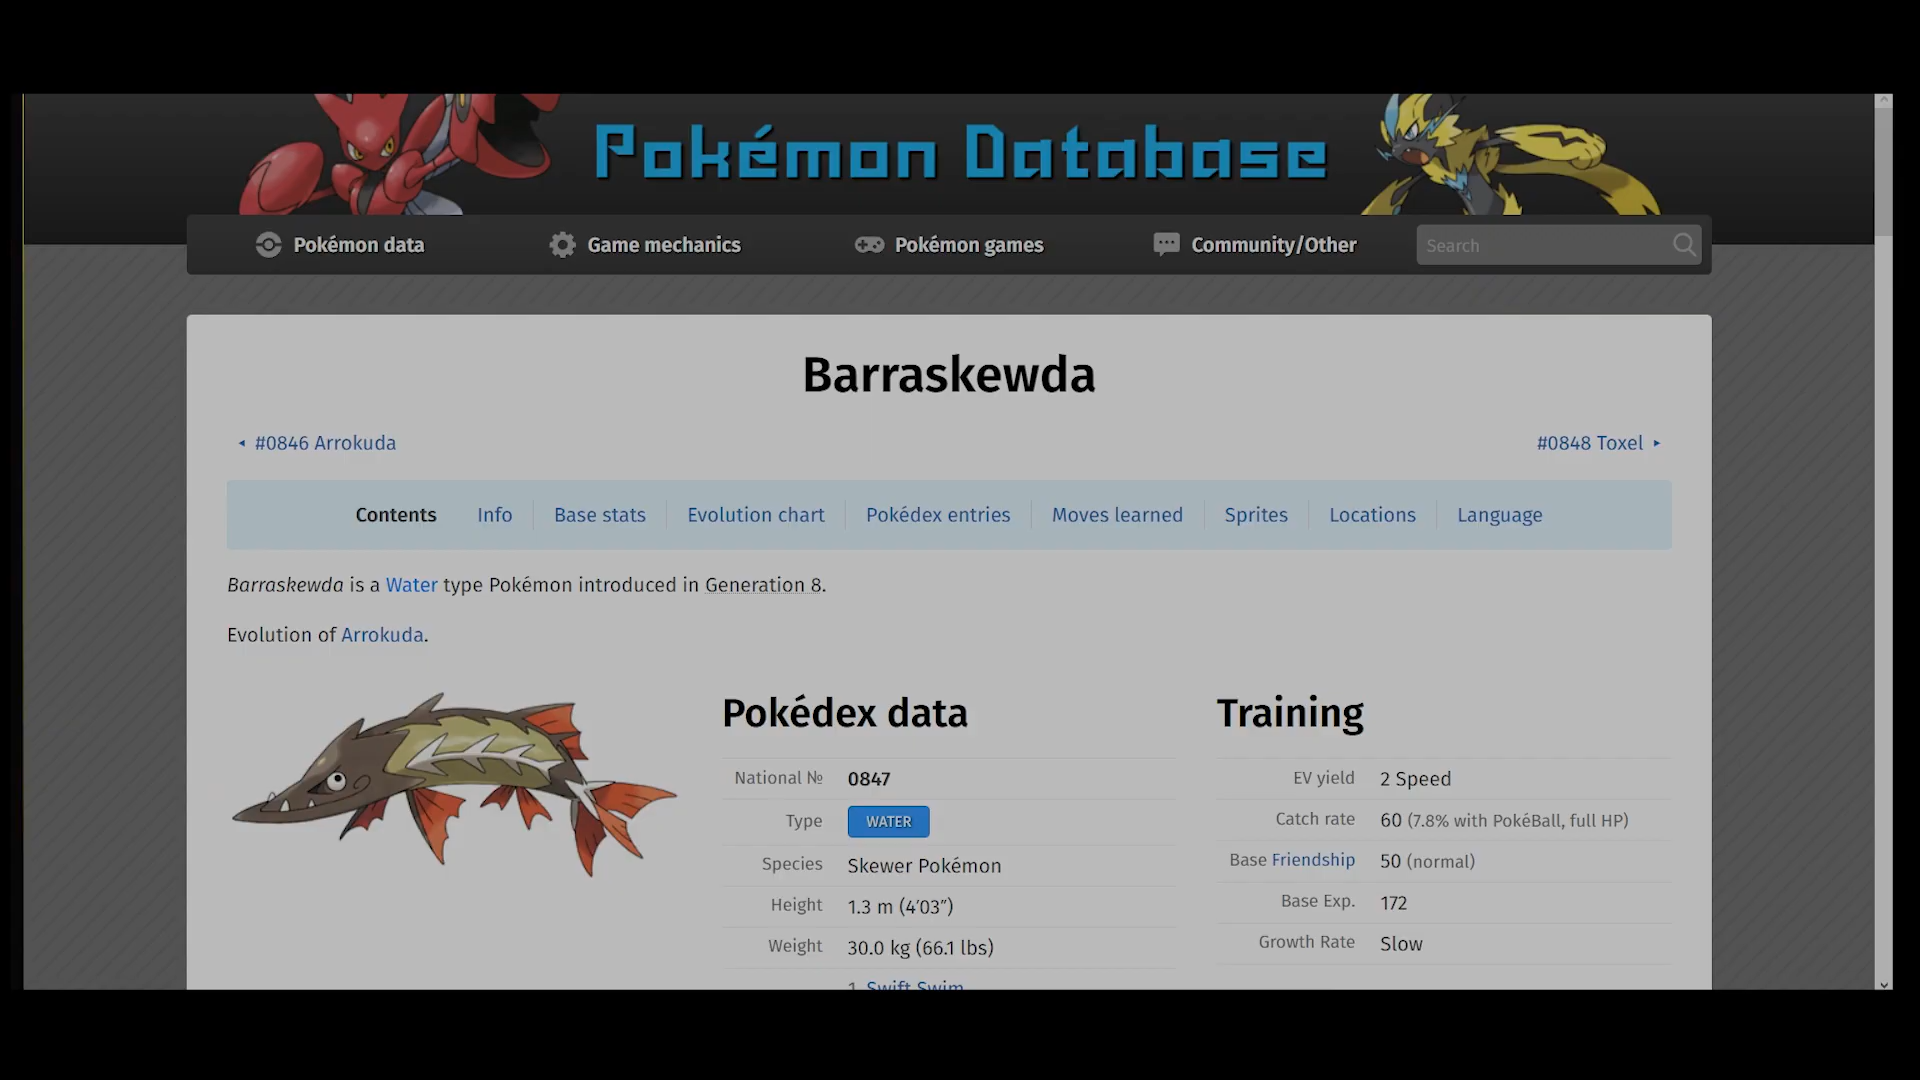 Pokémon Database
Pokémon data Game mechanics Pokémon games Community/Other Search
Barraskewda
◂ #0846 Arrokuda #0848 Toxel ▸
Contents Info Base stats Evolution chart Pokédex entries Moves learned Sprites Locations Language
Barraskewda is a Water type Pokémon introduced in Generation 8.
Evolution of Arrokuda.
Pokédex data
National № 0847
Type WATER
Species Skewer Pokémon
Height 1.3 m (4′03″)
Weight 30.0 kg (66.1 lbs)
1. Swift Swim
Training
EV yield 2 Speed
Catch rate 60 (7.8% with PokéBall, full HP)
Base Friendship 50 (normal)
Base Exp. 172
Growth Rate Slow